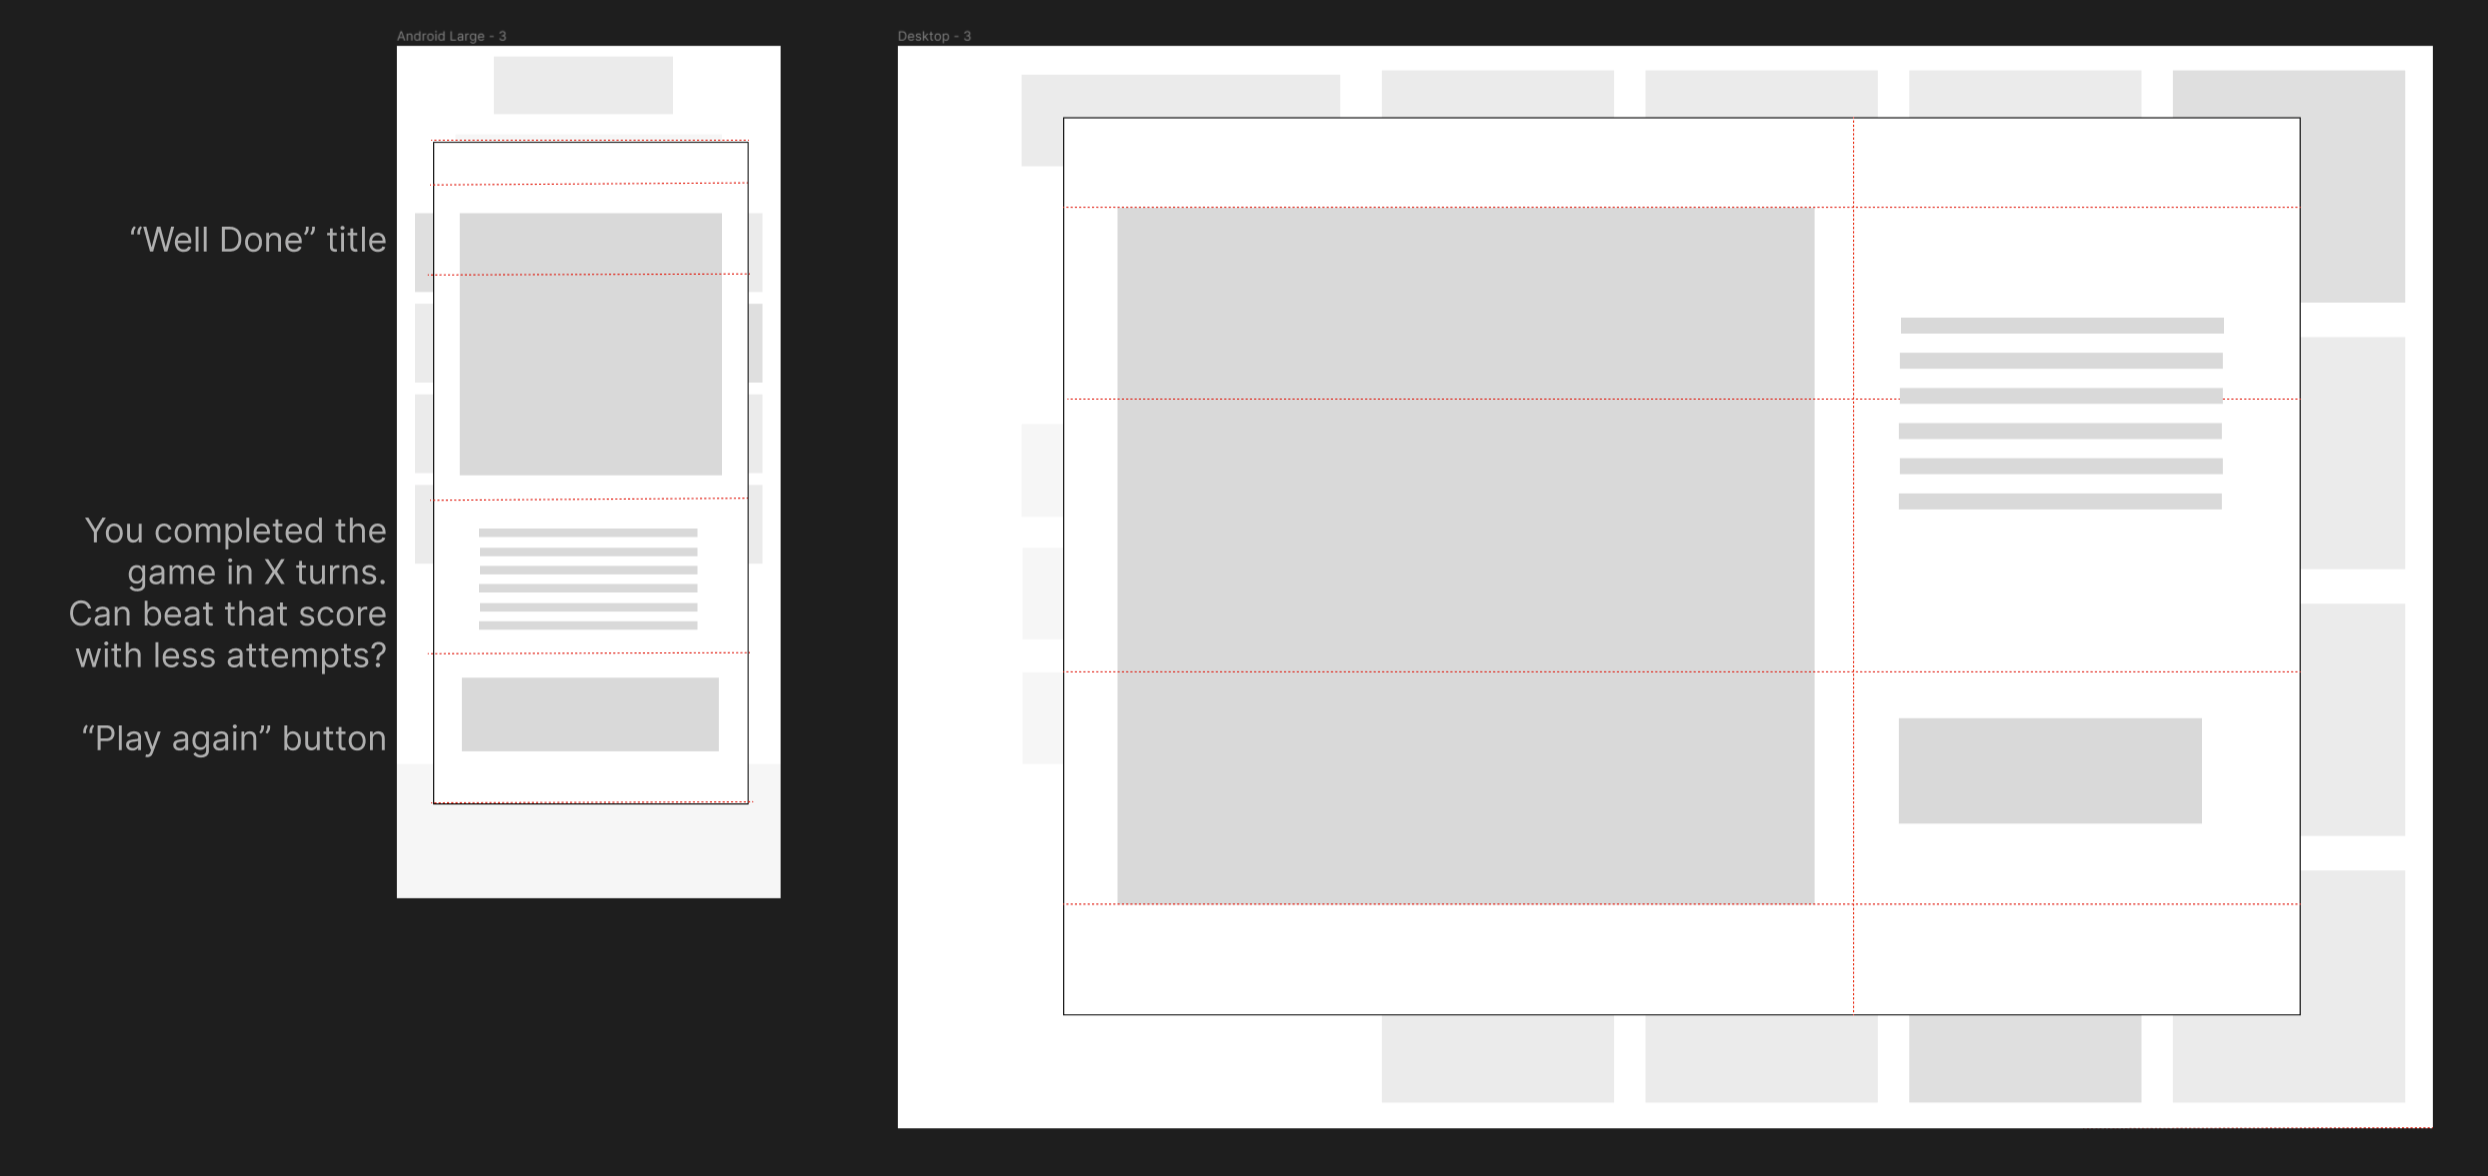 Android Large - 3
Desktop - 3
“Well Done” title
You completed the
game in X turns.
Can beat that score
with less attempts?
“Play again” button